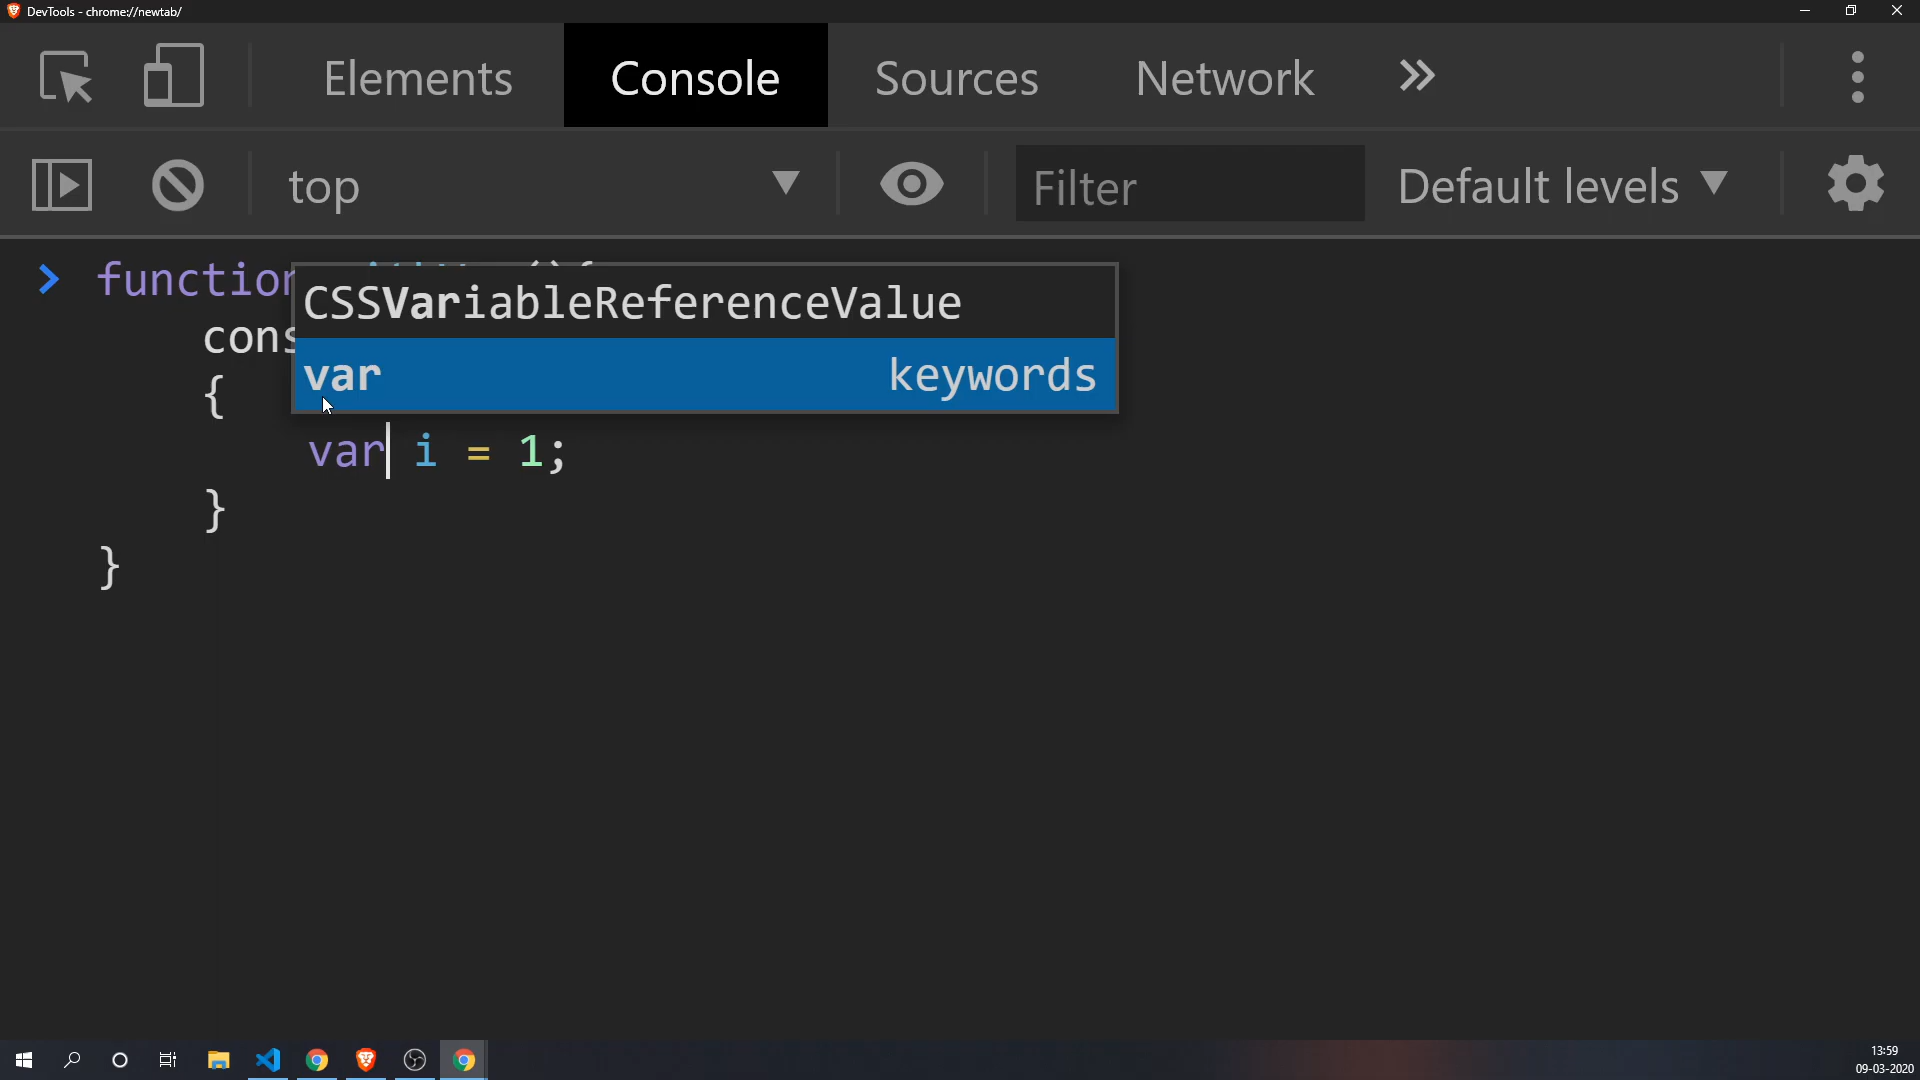 DevTools - chrome://newtab/
Elements Console Sources Network
top Filter Default levels
function
CSSVariableReferenceValue
cons
var keywords
{
var i = 1;
}
}
13:59
09-03-2020